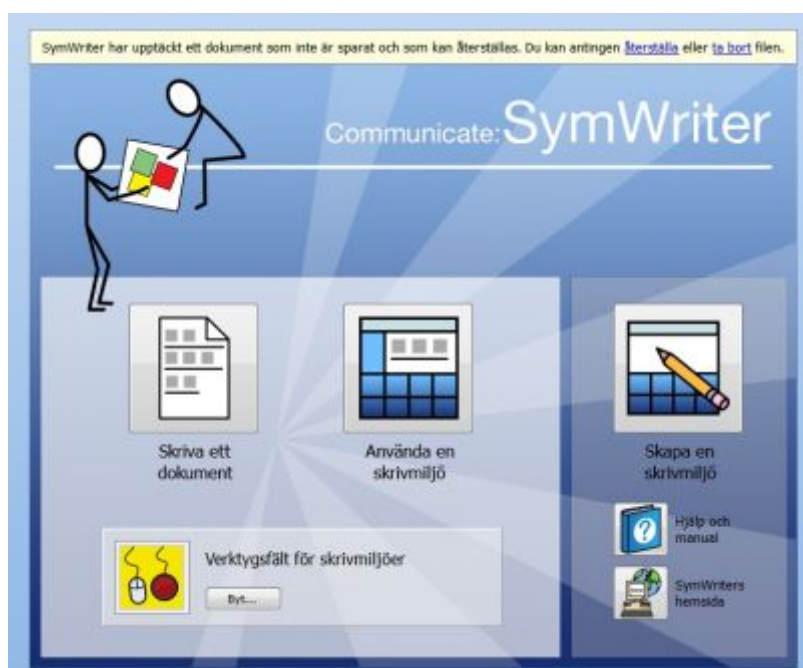 SymWriter har upptäckt ett dokument som inte är sparat och som kan återställas. Du kan antingen återställa eller ta bort filen.
Communicate: SymWriter
Skriva ett
dokument
Använda en
skrivmiljö
Skapa en
skrivmiljö
Hjälp och
manual
Verktygsfält för skrivmiljöer
Byt...
SymWriters
hemsida